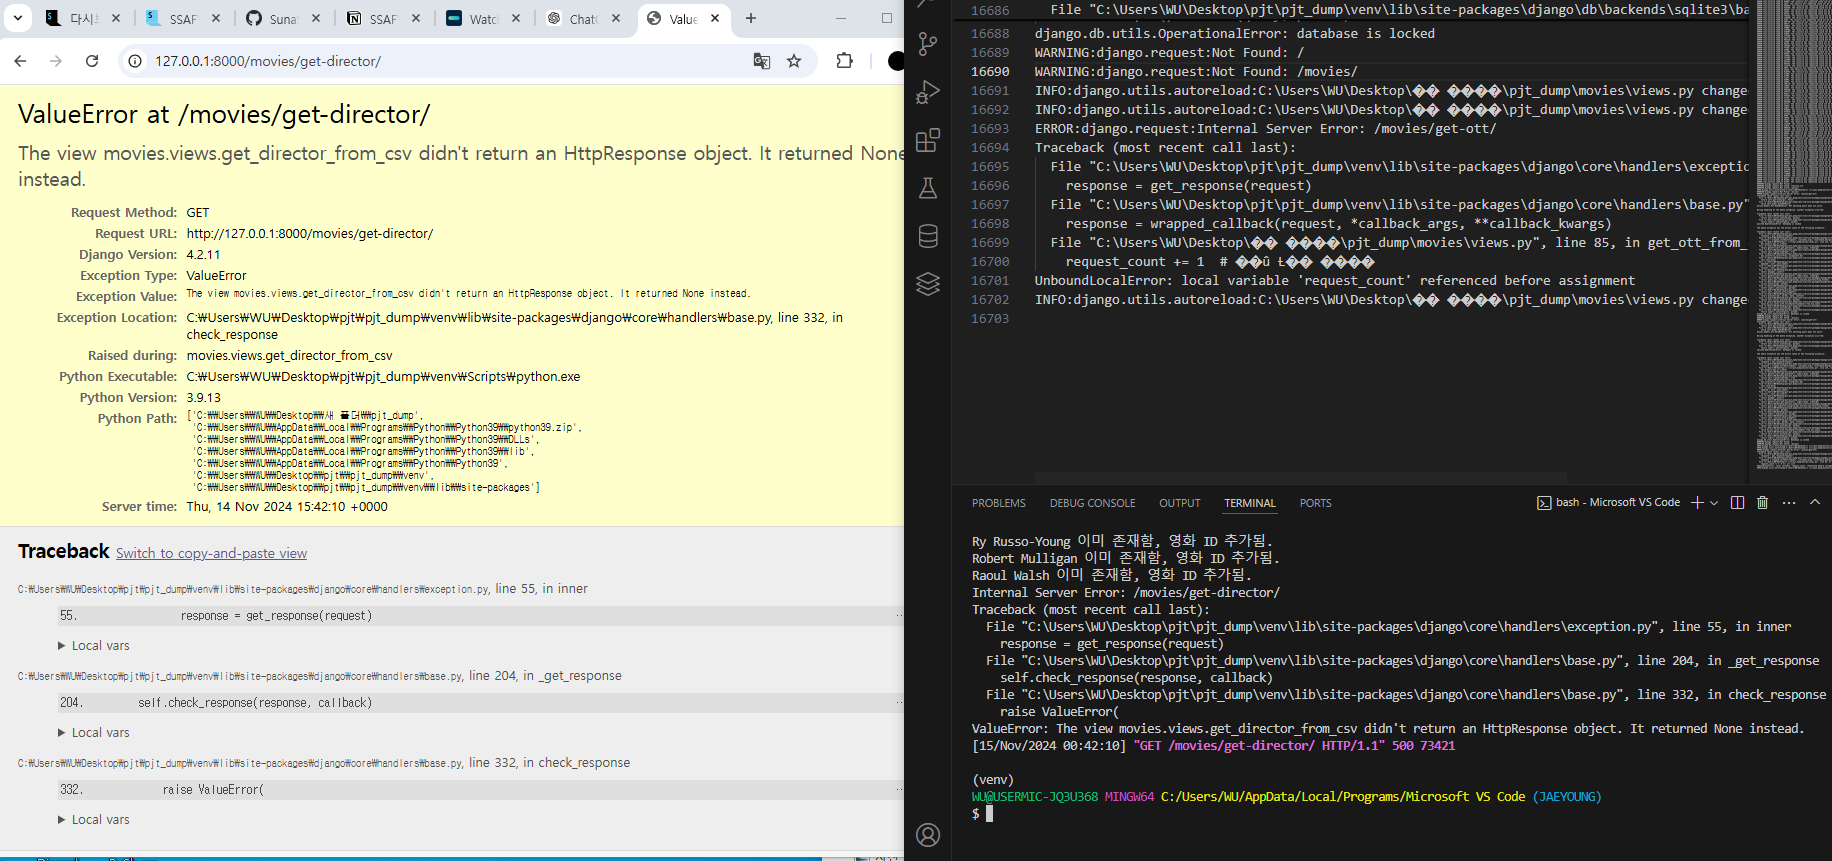 다시
SSAF
Suna
SSAF
Watc
Chat
Value
127.0.0.1:8000/movies/get-director/
ValueError at /movies/get-director/
The view movies.views.get_director_from_csv didn't return an HttpResponse object. It returned None
instead.
Request Method: GET
Request URL: http://127.0.0.1:8000/movies/get-director/
Django Version: 4.2.11
Exception Type: ValueError
Exception Value: The view movies.views.get_director_from_csv didn't return an HttpResponse object. It returned None instead.
Exception Location: C:₩Users₩WU₩Desktop₩pjt₩pjt_dump₩venv₩lib₩site-packages₩django₩core₩handlers₩base.py, line 332, in
check_response
Raised during: movies.views.get_director_from_csv
Python Executable: C:₩Users₩WU₩Desktop₩pjt₩pjt_dump₩venv₩Scripts₩python.exe
Python Version: 3.9.13
Python Path: ['C:₩₩Users₩₩WU₩₩Desktop₩₩새 폴더₩₩pjt_dump',
'C:₩₩Users₩₩WU₩₩AppData₩₩Local₩₩Programs₩₩Python₩₩Python39₩₩python39.zip',
'C:₩₩Users₩₩WU₩₩AppData₩₩Local₩₩Programs₩₩Python₩₩Python39₩₩DLLs',
'C:₩₩Users₩₩WU₩₩AppData₩₩Local₩₩Programs₩₩Python₩₩Python39₩₩lib',
'C:₩₩Users₩₩WU₩₩AppData₩₩Local₩₩Programs₩₩Python₩₩Python39',
'C:₩₩Users₩₩WU₩₩Desktop₩₩pjt₩₩pjt_dump₩₩venv',
'C:₩₩Users₩₩WU₩₩Desktop₩₩pjt₩₩pjt_dump₩₩venv₩₩lib₩₩site-packages']
Server time: Thu, 14 Nov 2024 15:42:10 +0000
Traceback Switch to copy-and-paste view
C:₩Users₩WU₩Desktop₩pjt₩pjt_dump₩venv₩lib₩site-packages₩django₩core₩handlers₩exception.py, line 55, in inner
55. response = get_response(request)
▶ Local vars
C:₩Users₩WU₩Desktop₩pjt₩pjt_dump₩venv₩lib₩site-packages₩django₩core₩handlers₩base.py, line 204, in _get_response
204. self.check_response(response, callback)
▶ Local vars
C:₩Users₩WU₩Desktop₩pjt₩pjt_dump₩venv₩lib₩site-packages₩django₩core₩handlers₩base.py, line 332, in check_response
332. raise ValueError(
▶ Local vars
16686 File "C:\Users\WU\Desktop\pjt\pjt_dump\venv\lib\site-packages\django\db\backends\sqlite3\ba
16688 django.db.utils.OperationalError: database is locked
16689 WARNING:django.request:Not Found: /
16690 WARNING:django.request:Not Found: /movies/
16691 INFO:django.utils.autoreload:C:\Users\WU\Desktop\�� ����\pjt_dump\movies\views.py change
16692 INFO:django.utils.autoreload:C:\Users\WU\Desktop\�� ����\pjt_dump\movies\views.py change
16693 ERROR:django.request:Internal Server Error: /movies/get-ott/
16694 Traceback (most recent call last):
16695 File "C:\Users\WU\Desktop\pjt\pjt_dump\venv\lib\site-packages\django\core\handlers\exceptio
16696 response = get_response(request)
16697 File "C:\Users\WU\Desktop\pjt\pjt_dump\venv\lib\site-packages\django\core\handlers\base.py"
16698 response = wrapped_callback(request, *callback_args, **callback_kwargs)
16699 File "C:\Users\WU\Desktop\�� ����\pjt_dump\movies\views.py", line 85, in get_ott_from_
16700 request_count += 1 # ��û Ƚ�� ����
16701 UnboundLocalError: local variable 'request_count' referenced before assignment
16702 INFO:django.utils.autoreload:C:\Users\WU\Desktop\�� ����\pjt_dump\movies\views.py change
16703
PROBLEMS DEBUG CONSOLE OUTPUT TERMINAL PORTS bash - Microsoft VS Code
Ry Russo-Young 이미 존재함, 영화 ID 추가됨.
Robert Mulligan 이미 존재함, 영화 ID 추가됨.
Raoul Walsh 이미 존재함, 영화 ID 추가됨.
Internal Server Error: /movies/get-director/
Traceback (most recent call last):
File "C:\Users\WU\Desktop\pjt\pjt_dump\venv\lib\site-packages\django\core\handlers\exception.py", line 55, in inner
response = get_response(request)
File "C:\Users\WU\Desktop\pjt\pjt_dump\venv\lib\site-packages\django\core\handlers\base.py", line 204, in _get_response
self.check_response(response, callback)
File "C:\Users\WU\Desktop\pjt\pjt_dump\venv\lib\site-packages\django\core\handlers\base.py", line 332, in check_response
raise ValueError(
ValueError: The view movies.views.get_director_from_csv didn't return an HttpResponse object. It returned None instead.
[15/Nov/2024 00:42:10] "GET /movies/get-director/ HTTP/1.1" 500 73421
(venv)
WU@USERMIC-JQ3U368 MINGW64 C:/Users/WU/AppData/Local/Programs/Microsoft VS Code (JAEYOUNG)
$